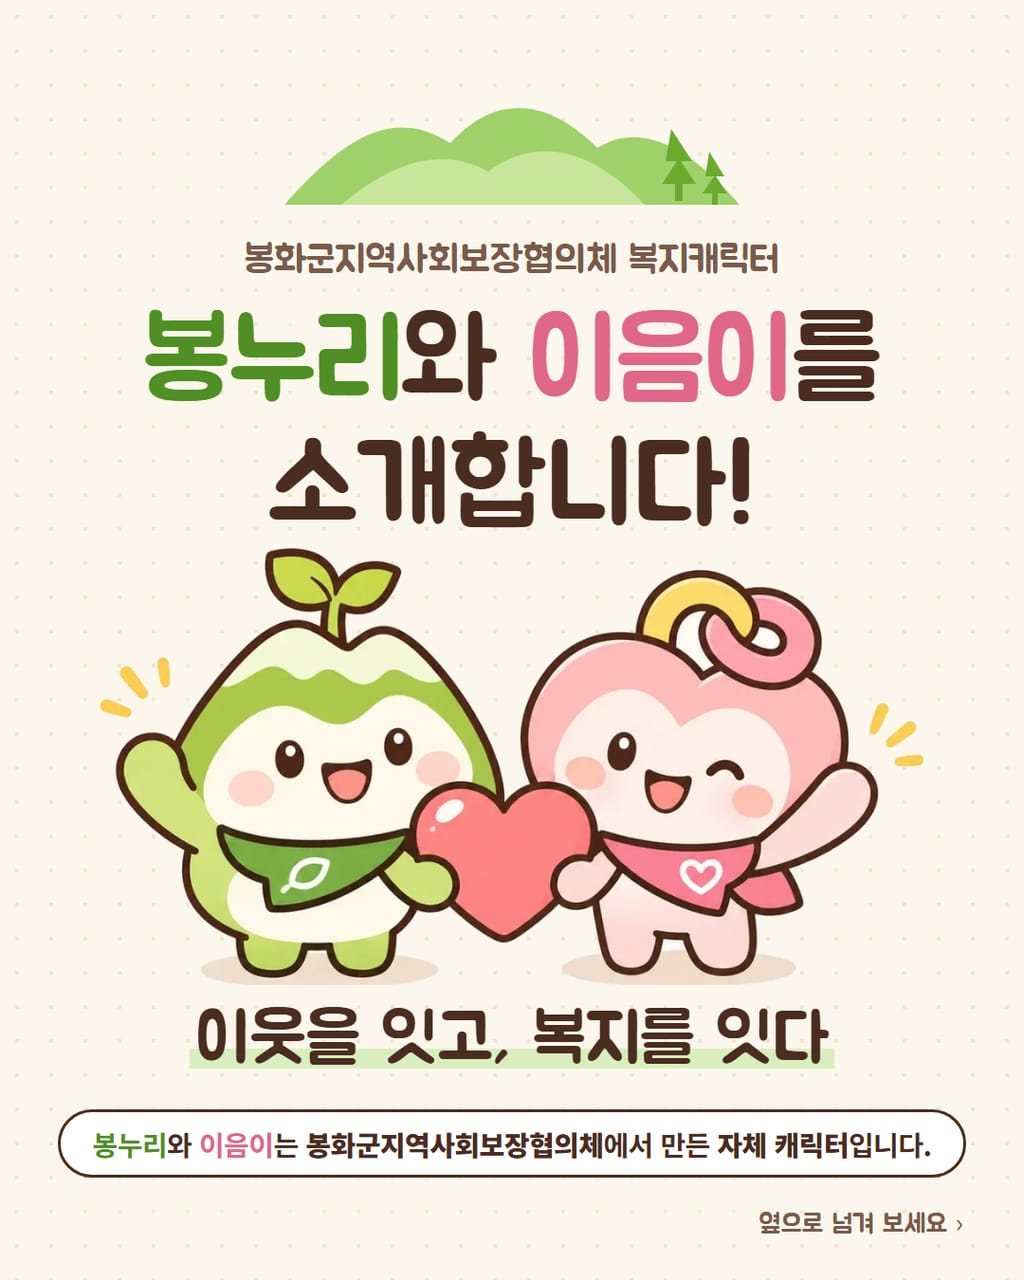 봉화군지역사회보장협의체 복지캐릭터
봉누리와 이음이를
소개합니다!
이웃을 잇고, 복지를 잇다
봉누리와 이음이는 봉화군지역사회보장협의체에서 만든 자체 캐릭터입니다.
옆으로 넘겨 보세요 ›